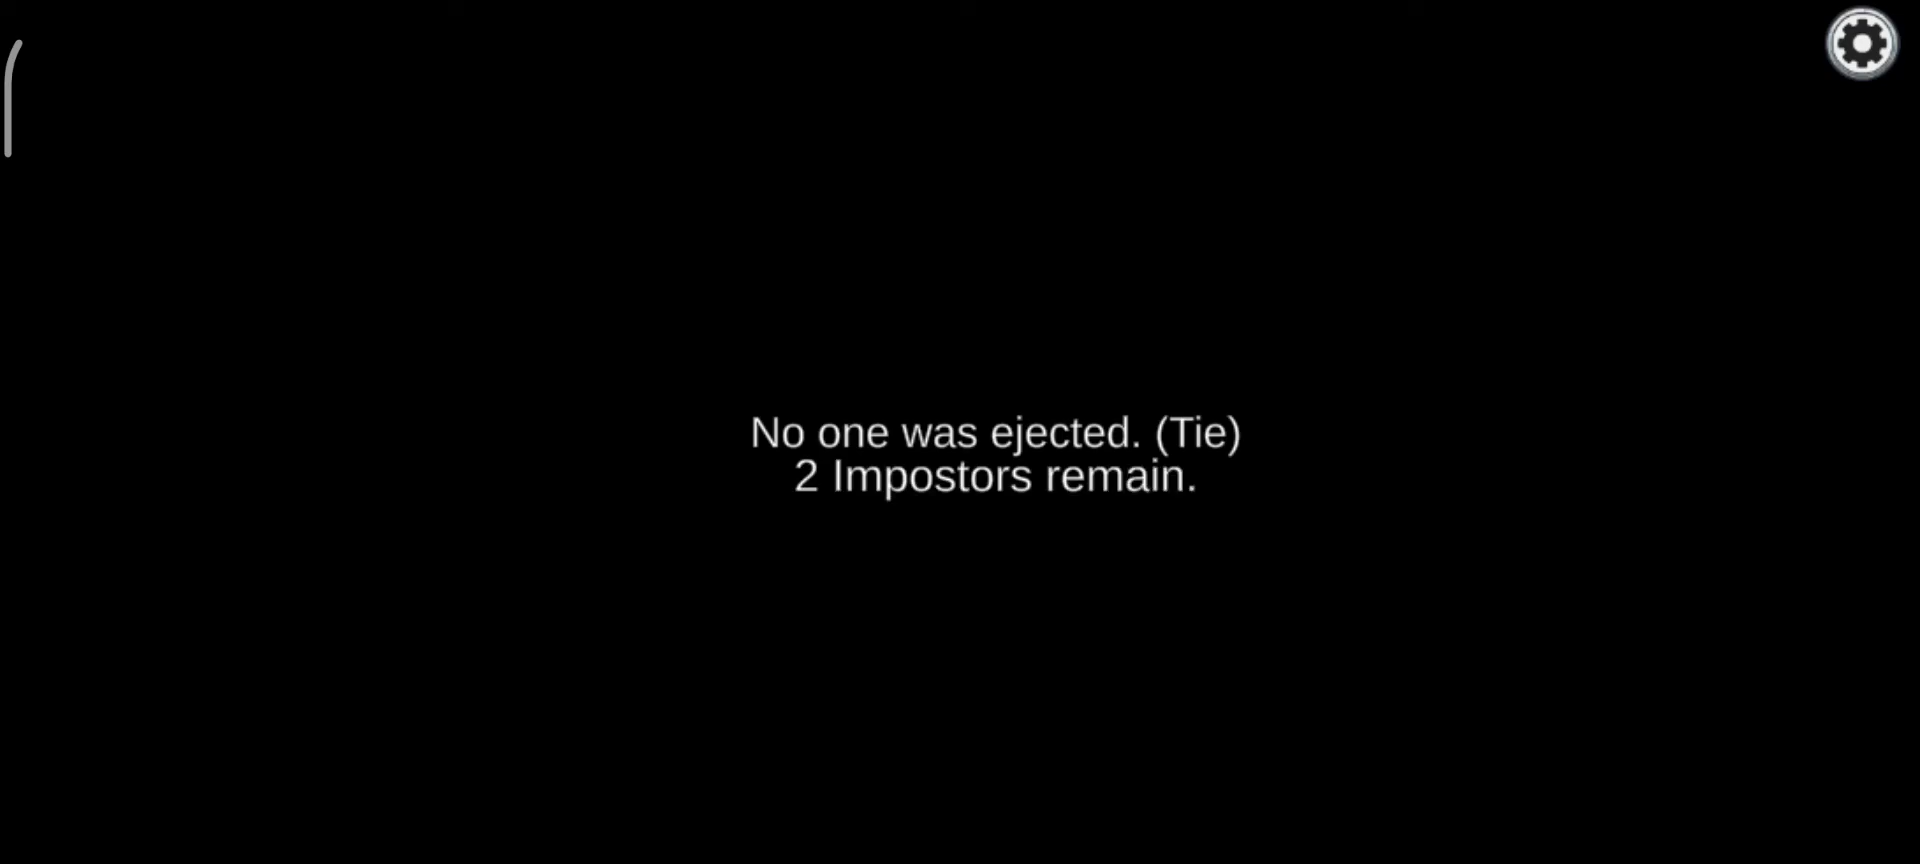 No one was ejected. (Tie)
2 Impostors remain.